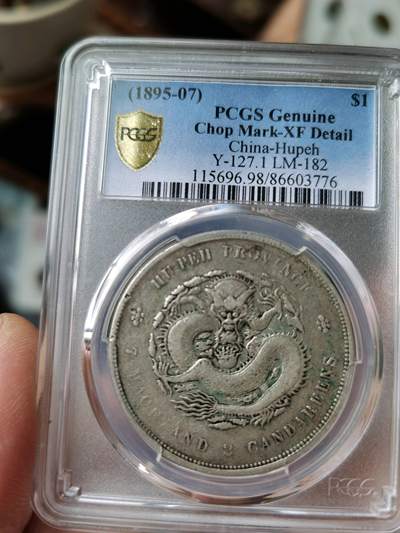 (1895-07) $1
PCGS Genuine
Chop Mark-XF Detail
China-Hupeh
Y-127.1 LM-182
115696.98/86603776
PCGS
HU-PEH PROVINCE
7 MACE AND 2 CANDAREENS
PCGS